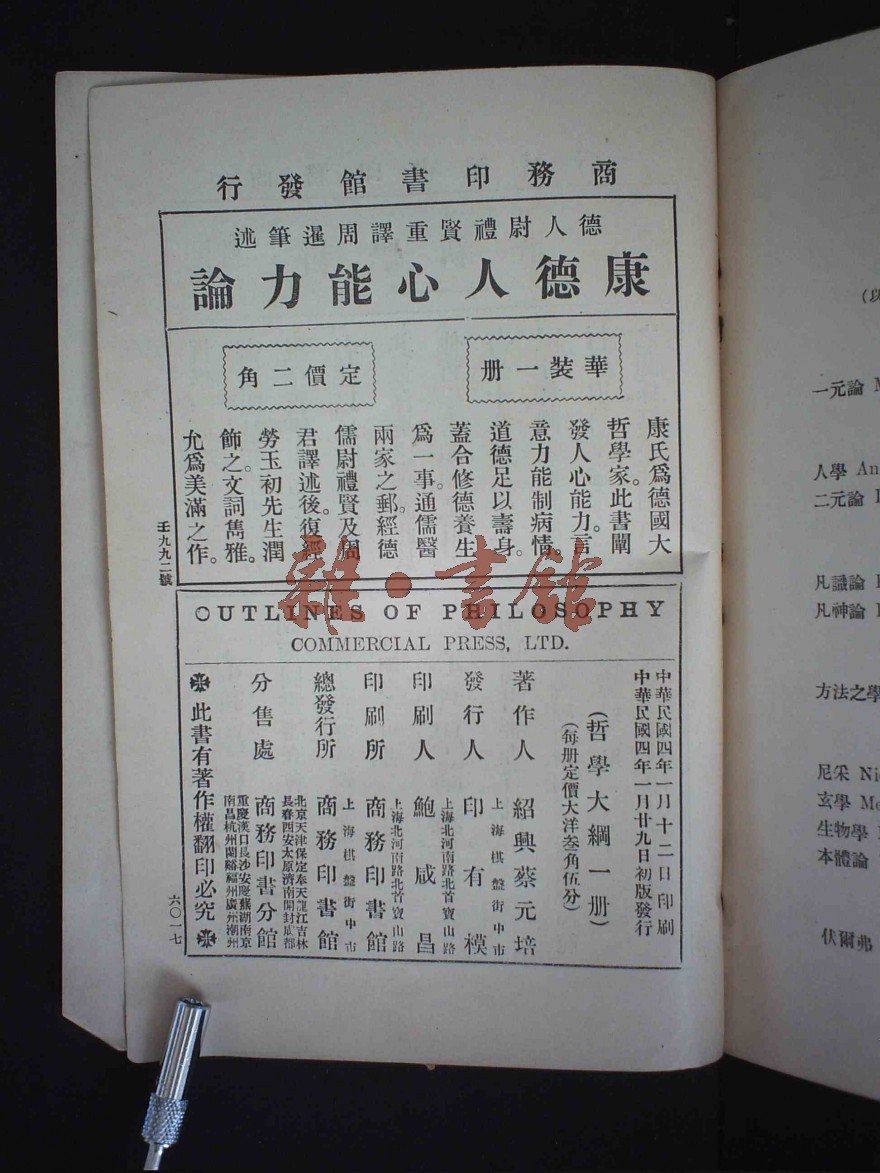 商務印書館發行
德人尉禮賢重譯周暹筆述
康德人心能力論
華裝一册
定價二角
康氏爲德國大
哲學家。此書闡
發人心能力。言
意力能制病情。
道德足以壽身。
蓋合修德養生
爲一事。通儒醫
兩家之郵。經德
儒尉禮賢及周
君譯述後。復經
勞玉初先生潤
飾之。文詞雋雅。
允爲美滿之作。
壬九九二號
雜·書館
OUTLINES OF PHILOSOPHY
COMMERCIAL PRESS, LTD.
中華民國四年一月十二日印刷
中華民國四年一月廿九日初版發行
(哲學大綱一册)
(每册定價大洋叁角伍分)
著作人 紹興蔡元培
發行人 印有模
上海棋盤街中市
印刷人 鮑咸昌
上海北河南路北首寶山路
印刷所 商務印書館
上海北河南路北首寶山路
總發行所 商務印書館
上海棋盤街中市
分售處 商務印書分館
北京天津保定奉天龍江吉林
長春西安太原濟南開封成都
重慶漢口長沙安慶蕪湖南京
南昌杭州蘭谿福州廣州潮州
此書有著作權翻印必究
六〇一七
(以
一元論 M
人學 An
二元論 I
凡識論
凡神論
方法之學
尼采 Ni
玄學 Me
生物學
本體論
伏爾弗